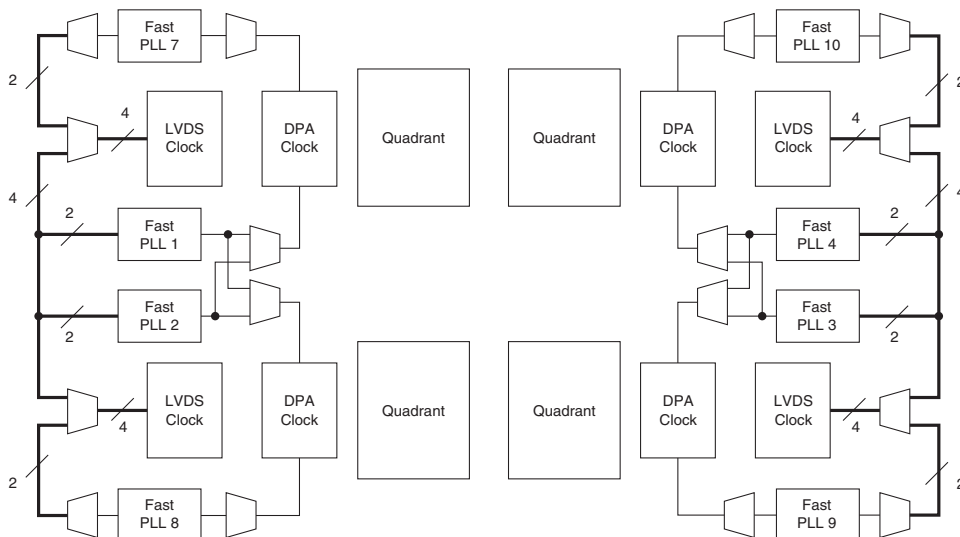 Fast
PLL 7
Fast
PLL 10
2
2
4
LVDS
Clock
DPA
Clock
Quadrant
Quadrant
DPA
Clock
LVDS
Clock
4
4
2
Fast
PLL 1
Fast
PLL 4
2
4
Fast
PLL 2
2
Fast
PLL 3
2
LVDS
Clock
4
DPA
Clock
Quadrant
Quadrant
DPA
Clock
LVDS
Clock
4
2
Fast
PLL 8
Fast
PLL 9
2